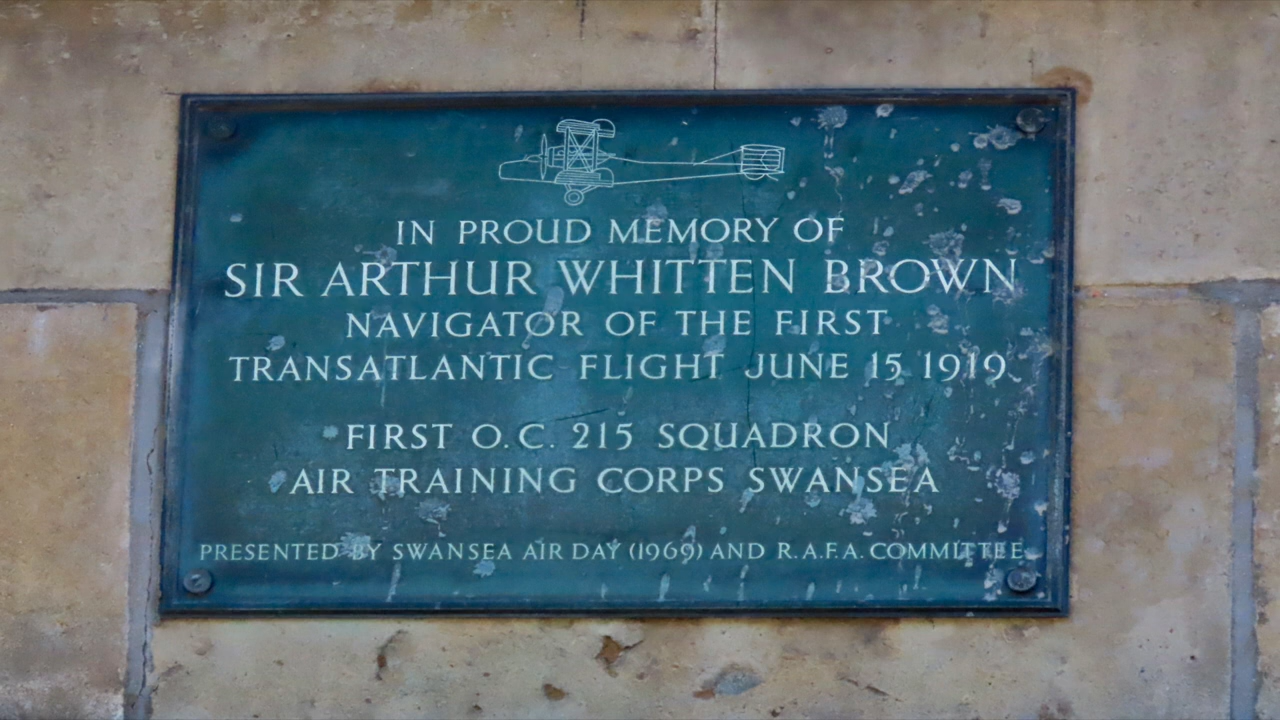 IN PROUD MEMORY OF
SIR ARTHUR WHITTEN BROWN
NAVIGATOR OF THE FIRST
TRANSATLANTIC FLIGHT JUNE 15 1919
FIRST O.C. 215 SQUADRON
AIR TRAINING CORPS SWANSEA
PRESENTED BY SWANSEA AIR DAY (1969) AND R.A.F.A. COMMITTEE